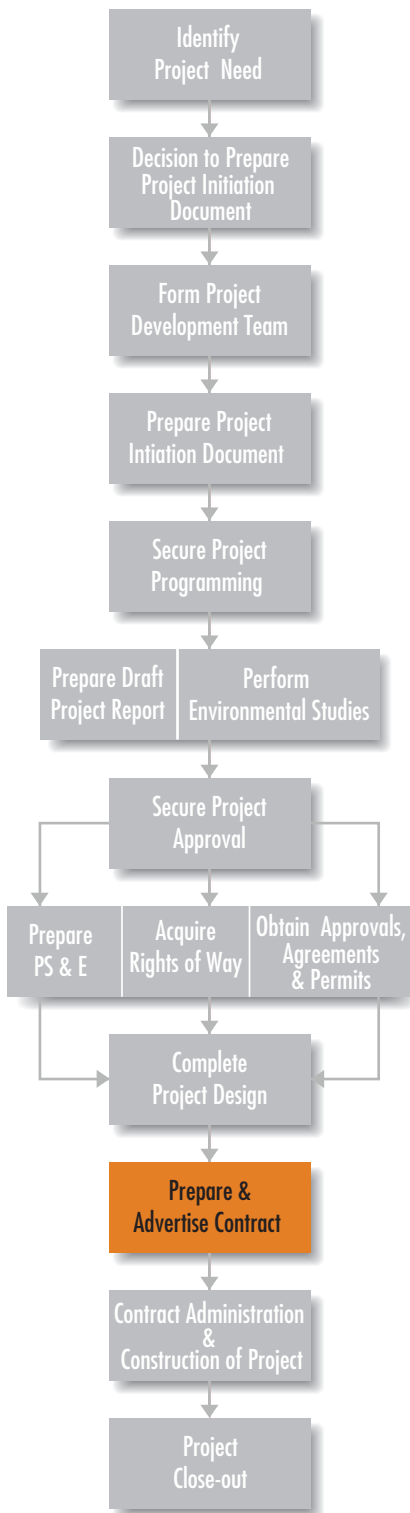 Identify
Project Need
Decision to Prepare
Project Initiation
Document
Form Project
Development Team
Prepare Project
Intiation Document
Secure Project
Programming
Prepare Draft
Project Report
Perform
Environmental Studies
Secure Project
Approval
Prepare
PS & E
Acquire
Rights of Way
Obtain Approvals,
Agreements
& Permits
Complete
Project Design
Prepare &
Advertise Contract
Contract Administration
&
Construction of Project
Project
Close-out